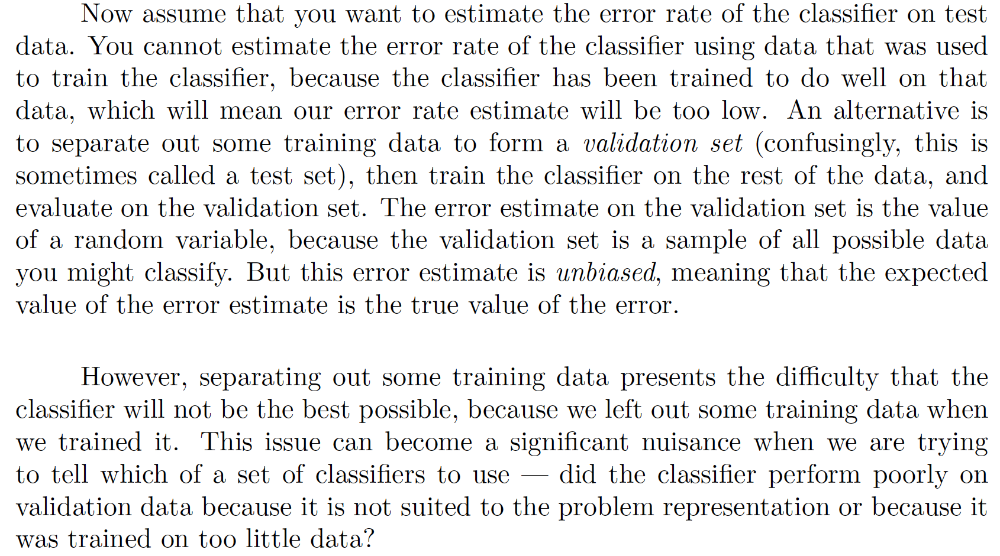 Now assume that you want to estimate the error rate of the classifier on test
data. You cannot estimate the error rate of the classifier using data that was used
to train the classifier, because the classifier has been trained to do well on that
data, which will mean our error rate estimate will be too low. An alternative is
to separate out some training data to form a validation set (confusingly, this is
sometimes called a test set), then train the classifier on the rest of the data, and
evaluate on the validation set. The error estimate on the validation set is the value
of a random variable, because the validation set is a sample of all possible data
you might classify. But this error estimate is unbiased, meaning that the expected
value of the error estimate is the true value of the error.
However, separating out some training data presents the difficulty that the
classifier will not be the best possible, because we left out some training data when
we trained it. This issue can become a significant nuisance when we are trying
to tell which of a set of classifiers to use — did the classifier perform poorly on
validation data because it is not suited to the problem representation or because it
was trained on too little data?